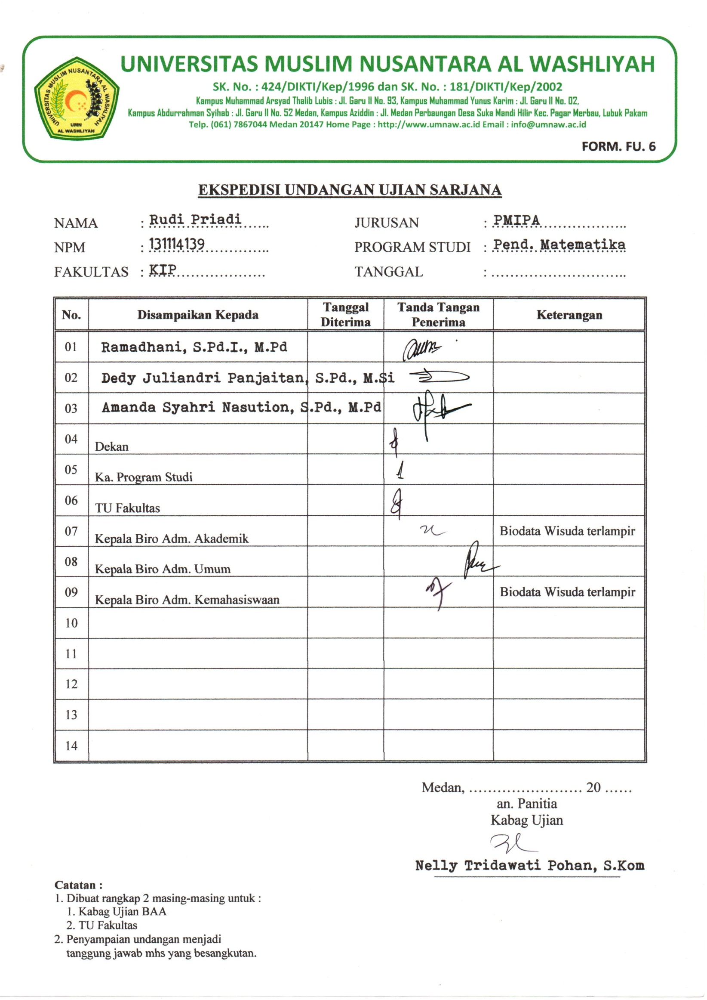 UNIVERSITAS MUSLIM NUSANTARA AL WASHLIYAH
UMN
AL WASHLIYAH
UNIVERSITAS MUSLIM NUSANTARA AL WASHLIYAH
SK. No. : 424/DIKTI/Kep/1996 dan SK. No. : 181/DIKTI/Kep/2002
Kampus Muhammad Arsyad Thalib Lubis : Jl. Garu II No. 93, Kampus Muhammad Yunus Karim : Jl. Garu II No. 02,
Kampus Abdurrahman Syihab : Jl. Garu II No. 52 Medan, Kampus Aziddin : Jl. Medan Perbaungan Desa Suka Mandi Hilir Kec. Pagar Merbau, Lubuk Pakam
Telp. (061) 7867044 Medan 20147 Home Page : http://www.umnaw.ac.id Email : info@umnaw.ac.id
FORM. FU. 6
EKSPEDISI UNDANGAN UJIAN SARJANA
NAMA : Rudi Priadi JURUSAN : PMIPA
NPM : 131114139 PROGRAM STUDI : Pend. Matematika
FAKULTAS : KIP TANGGAL : ............................
No. Disampaikan Kepada Tanggal Diterima Tanda Tangan Penerima Keterangan
01 Ramadhani, S.Pd.I., M.Pd
02 Dedy Juliandri Panjaitan, S.Pd., M.Si
03 Amanda Syahri Nasution, S.Pd., M.Pd
04 Dekan
05 Ka. Program Studi
06 TU Fakultas
07 Kepala Biro Adm. Akademik Biodata Wisuda terlampir
08 Kepala Biro Adm. Umum
09 Kepala Biro Adm. Kemahasiswaan Biodata Wisuda terlampir
10
11
12
13
14
Medan, ........................ 20 ......
an. Panitia
Kabag Ujian
Nelly Tridawati Pohan, S.Kom
Catatan :
1. Dibuat rangkap 2 masing-masing untuk :
1. Kabag Ujian BAA
2. TU Fakultas
2. Penyampaian undangan menjadi
tanggung jawab mhs yang besangkutan.